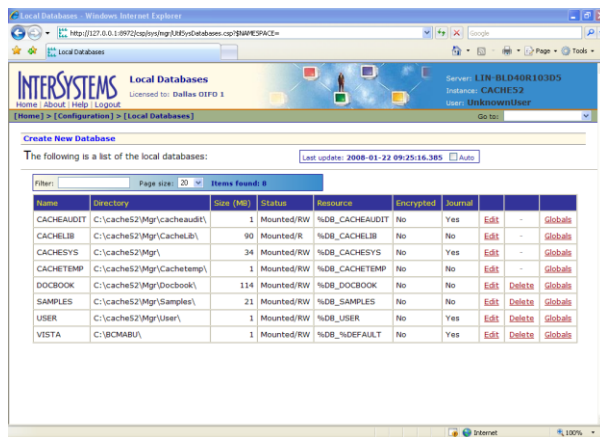 Local Databases - Windows Internet Explorer
http://127.0.0.1:8972/csp/sys/mgr/UtilSysDatabases.csp?$NAMESPACE=
Google
Local Databases
Page Tools
INTERSYSTEMS
Local Databases
Licensed to: Dallas OIFO 1
Home | About | Help | Logout
Server: LIN-BLD40R103D5
Instance: CACHE52
User: UnknownUser
[Home] > [Configuration] > [Local Databases]
Go to:
Create New Database
The following is a list of the local databases:
Last update: 2008-01-22 09:25:16.385 Auto
Filter: Page size: 20 Items found: 8
Name Directory Size (MB) Status Resource Encrypted Journal
CACHEAUDIT C:\cache52\Mgr\cacheaudit\ 1 Mounted/RW %DB_CACHEAUDIT No Yes Edit - Globals
CACHELIB C:\cache52\Mgr\CacheLib\ 90 Mounted/R %DB_CACHELIB No No Edit - Globals
CACHESYS C:\cache52\Mgr\ 34 Mounted/RW %DB_CACHESYS No Yes Edit - Globals
CACHETEMP C:\cache52\Mgr\Cachetemp\ 1 Mounted/RW %DB_CACHETEMP No No Edit - Globals
DOCBOOK C:\cache52\Mgr\Docbook\ 114 Mounted/RW %DB_DOCBOOK No No Edit Delete Globals
SAMPLES C:\cache52\Mgr\Samples\ 21 Mounted/RW %DB_SAMPLES No No Edit Delete Globals
USER C:\cache52\Mgr\User\ 1 Mounted/RW %DB_USER No Yes Edit Delete Globals
VISTA C:\BCMABU\ 1 Mounted/RW %DB_%DEFAULT No Yes Edit Delete Globals
Internet 100%